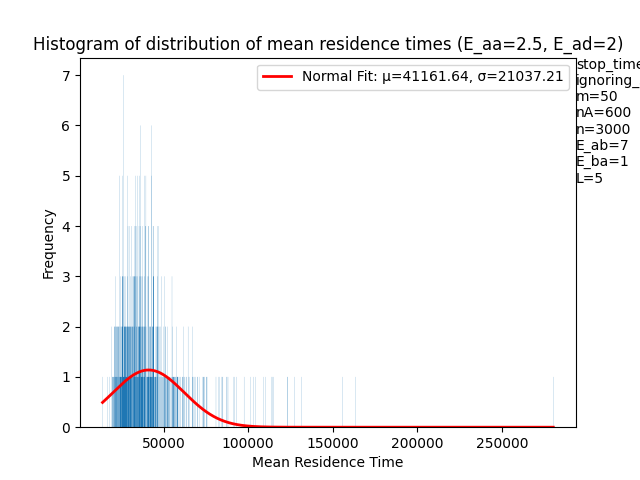 Histogram of distribution of mean residence times (E_aa=2.5, E_ad=2)
Normal Fit: μ=41161.64, σ=21037.21
stop_time
ignoring_
m=50
nA=600
n=3000
E_ab=7
E_ba=1
L=5
7
6
5
4
3
2
1
0
Frequency
50000 100000 150000 200000 250000
Mean Residence Time